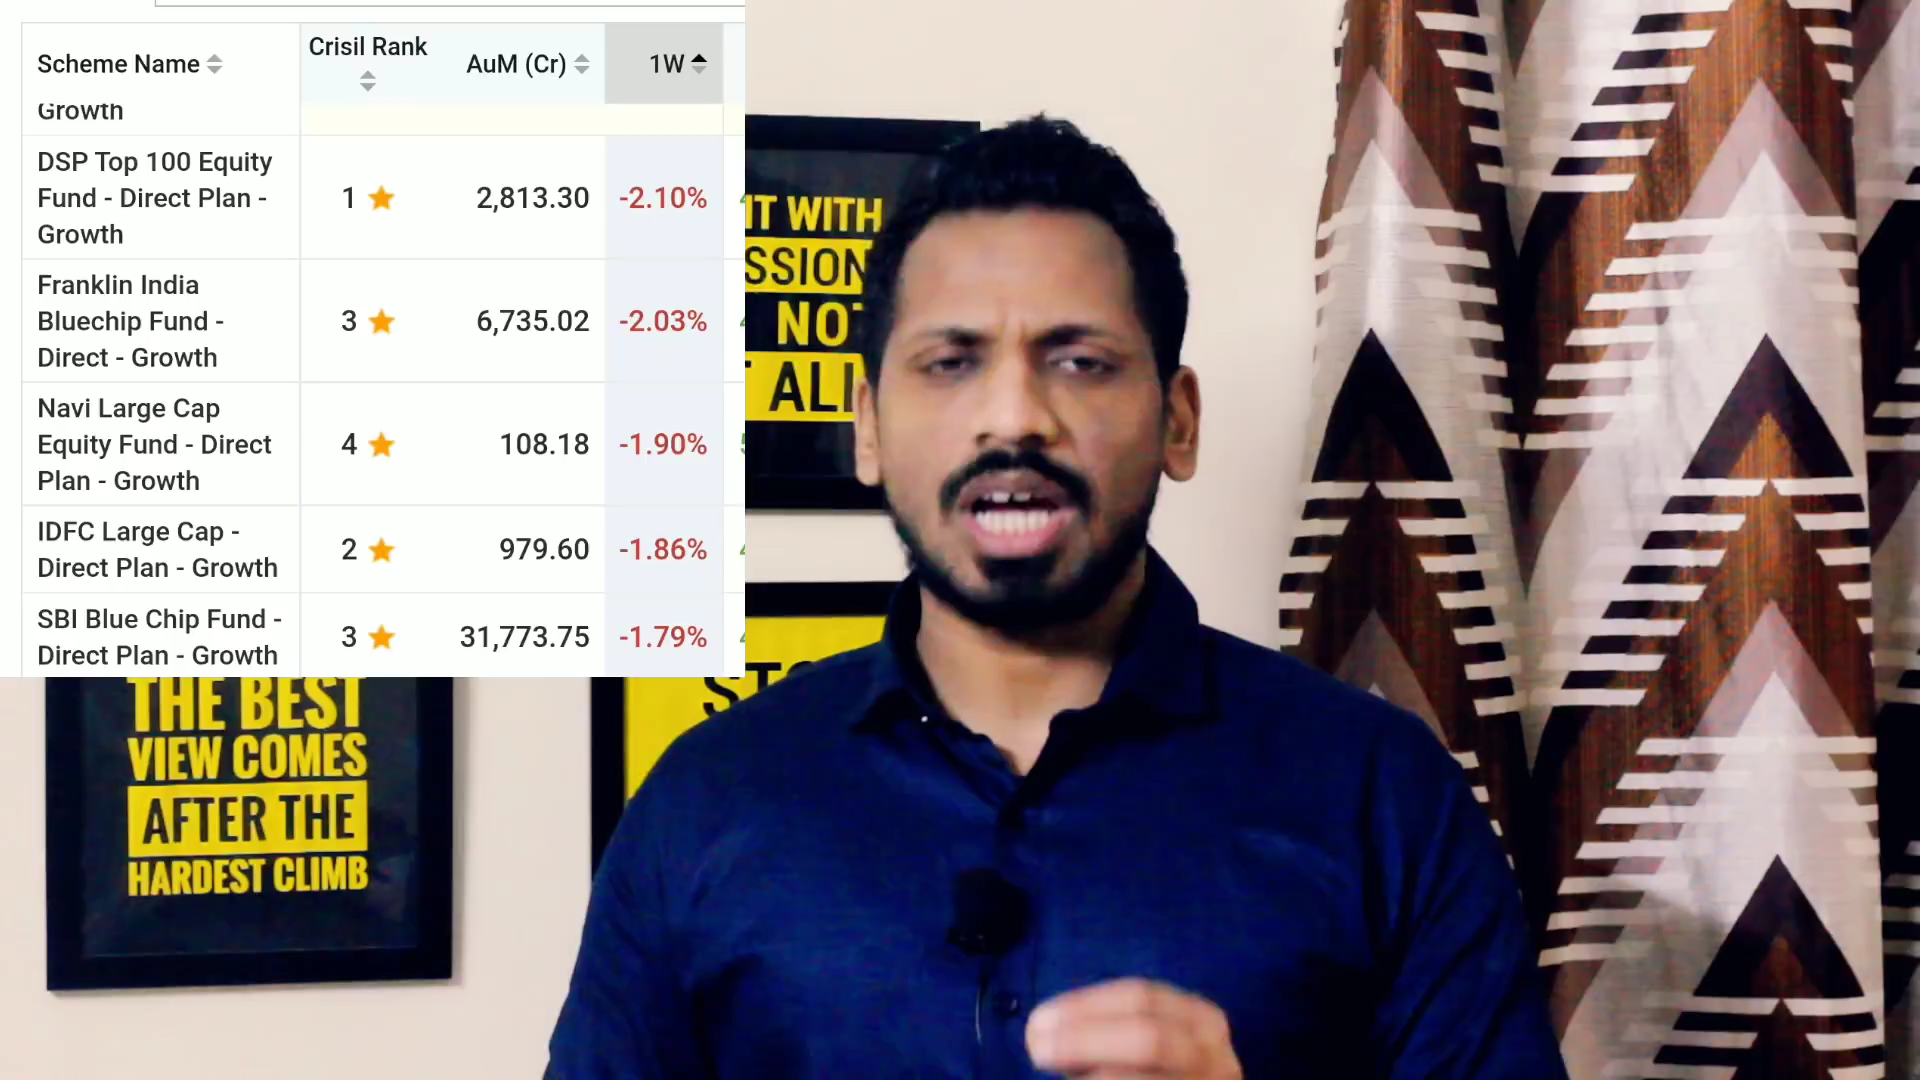 Scheme Name
Crisil Rank
AuM (Cr)
1W
Growth
DSP Top 100 Equity
Fund - Direct Plan -
Growth
1
2,813.30
-2.10%
Franklin India
Bluechip Fund -
Direct - Growth
3
6,735.02
-2.03%
Navi Large Cap
Equity Fund - Direct
Plan - Growth
4
108.18
-1.90%
IDFC Large Cap -
Direct Plan - Growth
2
979.60
-1.86%
SBI Blue Chip Fund -
Direct Plan - Growth
3
31,773.75
-1.79%
IT WITH
SSION
NOT
ALI
THE BEST
VIEW COMES
AFTER THE
HARDEST CLIMB